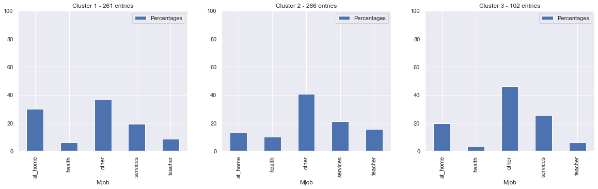 Cluster 1 - 261 entries
100
80
60
40
20
0
Percentages
at_home
health
other
services
teacher
Mjob
Cluster 2 - 286 entries
100
80
60
40
20
0
Percentages
at_home
health
other
services
teacher
Mjob
Cluster 3 - 102 entries
100
80
60
40
20
0
Percentages
at_home
health
other
services
teacher
Mjob